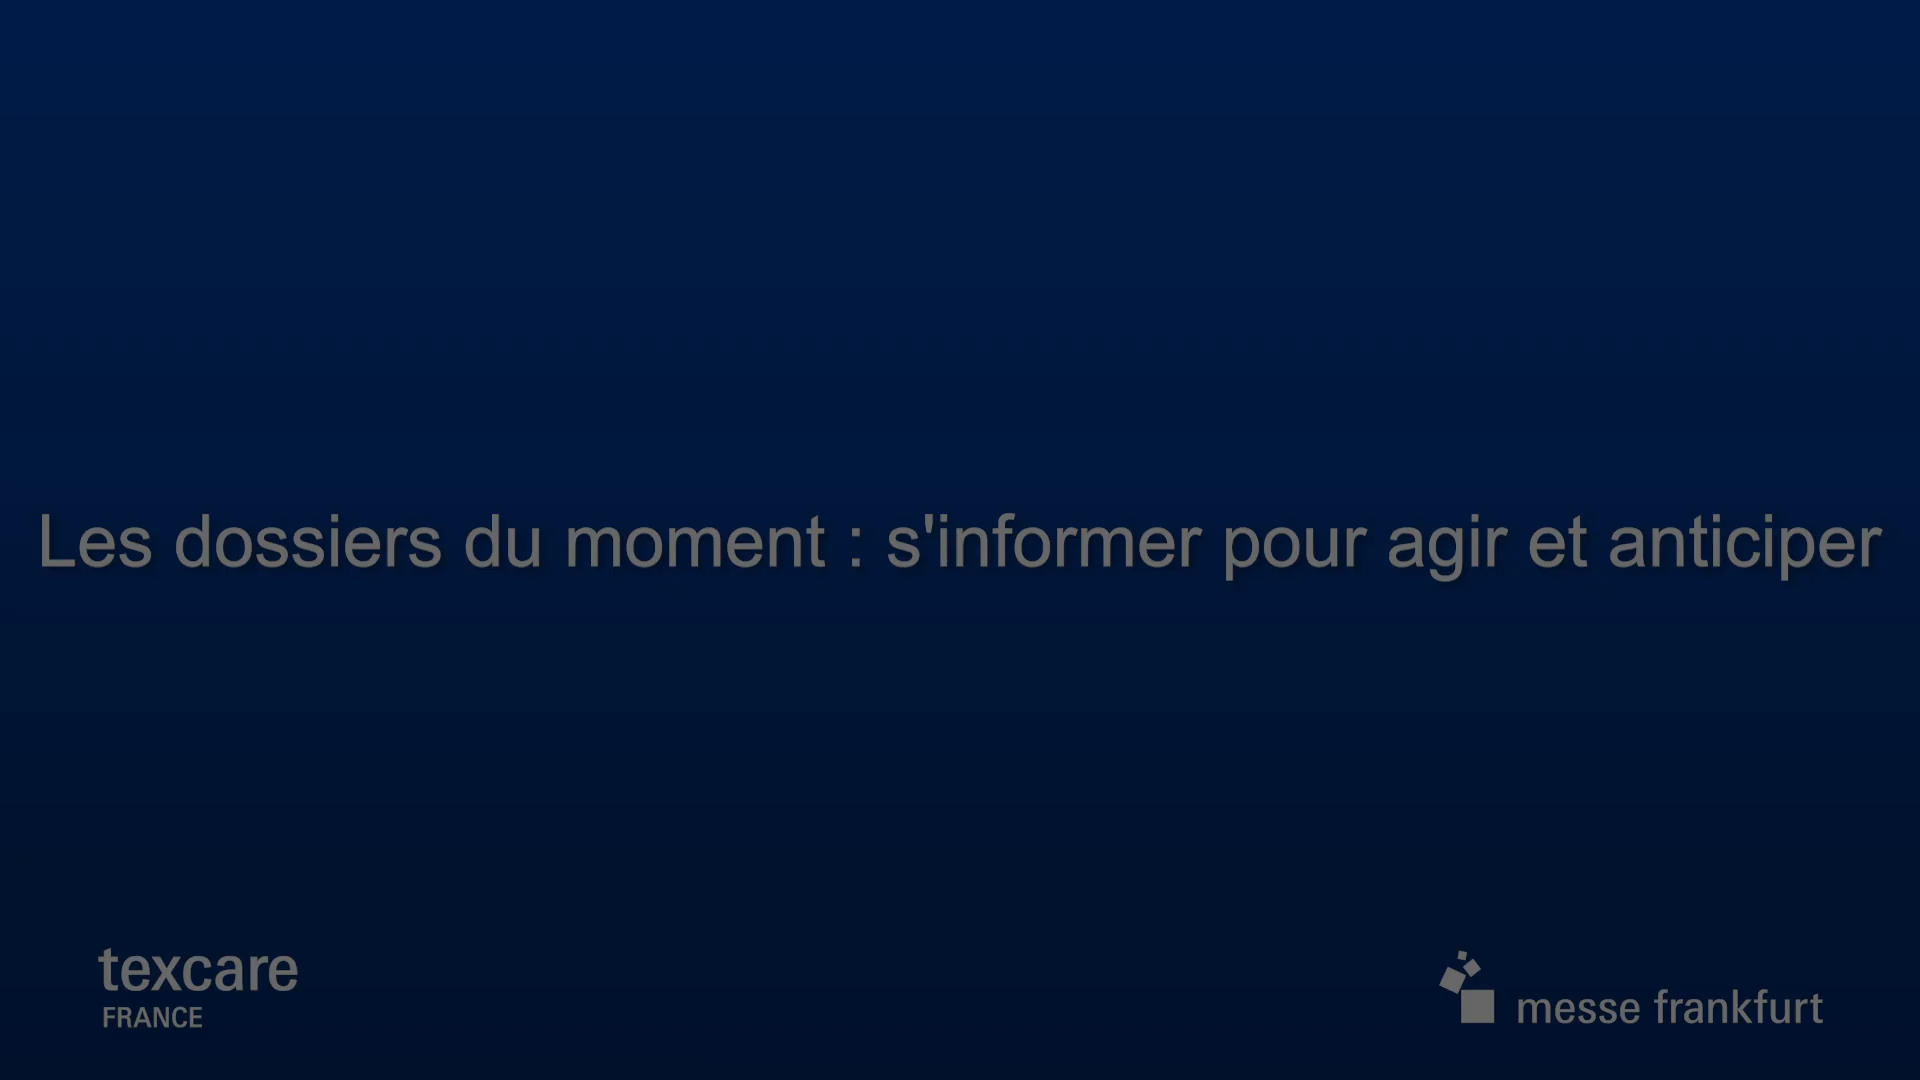 Les dossiers du moment : s'informer pour agir et anticiper
texcare
FRANCE
messe frankfurt